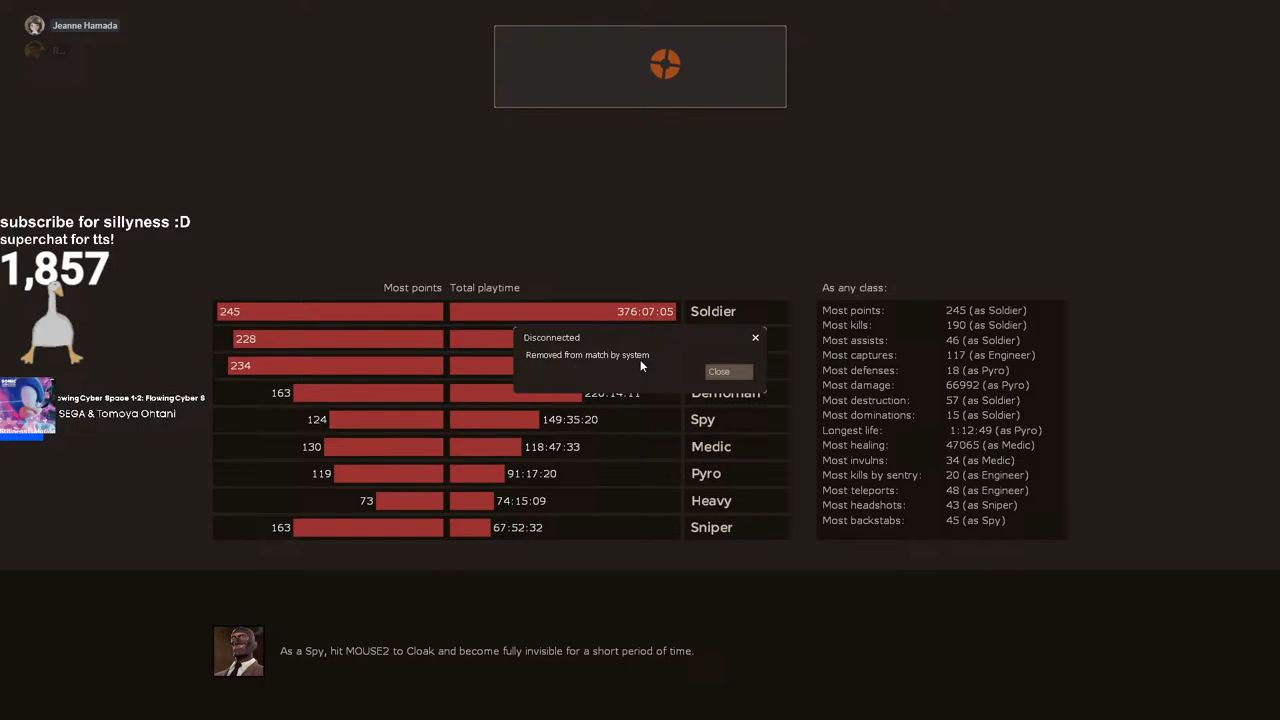 Jeanne Hamada
R...
subscribe for sillyness :D
superchat for tts!
1,857
owingCyber Space 1-2: FlowingCyber S
SEGA & Tomoya Ohtani
Most points Total playtime
245 376:07:05 Soldier
228
234
163 Demoman
124 149:35:20 Spy
130 118:47:33 Medic
119 91:17:20 Pyro
73 74:15:09 Heavy
163 67:52:32 Sniper
Disconnected
Removed from match by system
Close
As any class:
Most points: 245 (as Soldier)
Most kills: 190 (as Soldier)
Most assists: 46 (as Soldier)
Most captures: 117 (as Engineer)
Most defenses: 18 (as Pyro)
Most damage: 66992 (as Pyro)
Most destruction: 57 (as Soldier)
Most dominations: 15 (as Soldier)
Longest life: 1:12:49 (as Pyro)
Most healing: 47065 (as Medic)
Most invulns: 34 (as Medic)
Most kills by sentry: 20 (as Engineer)
Most teleports: 48 (as Engineer)
Most headshots: 43 (as Sniper)
Most backstabs: 45 (as Spy)
As a Spy, hit MOUSE2 to Cloak and become fully invisible for a short period of time.